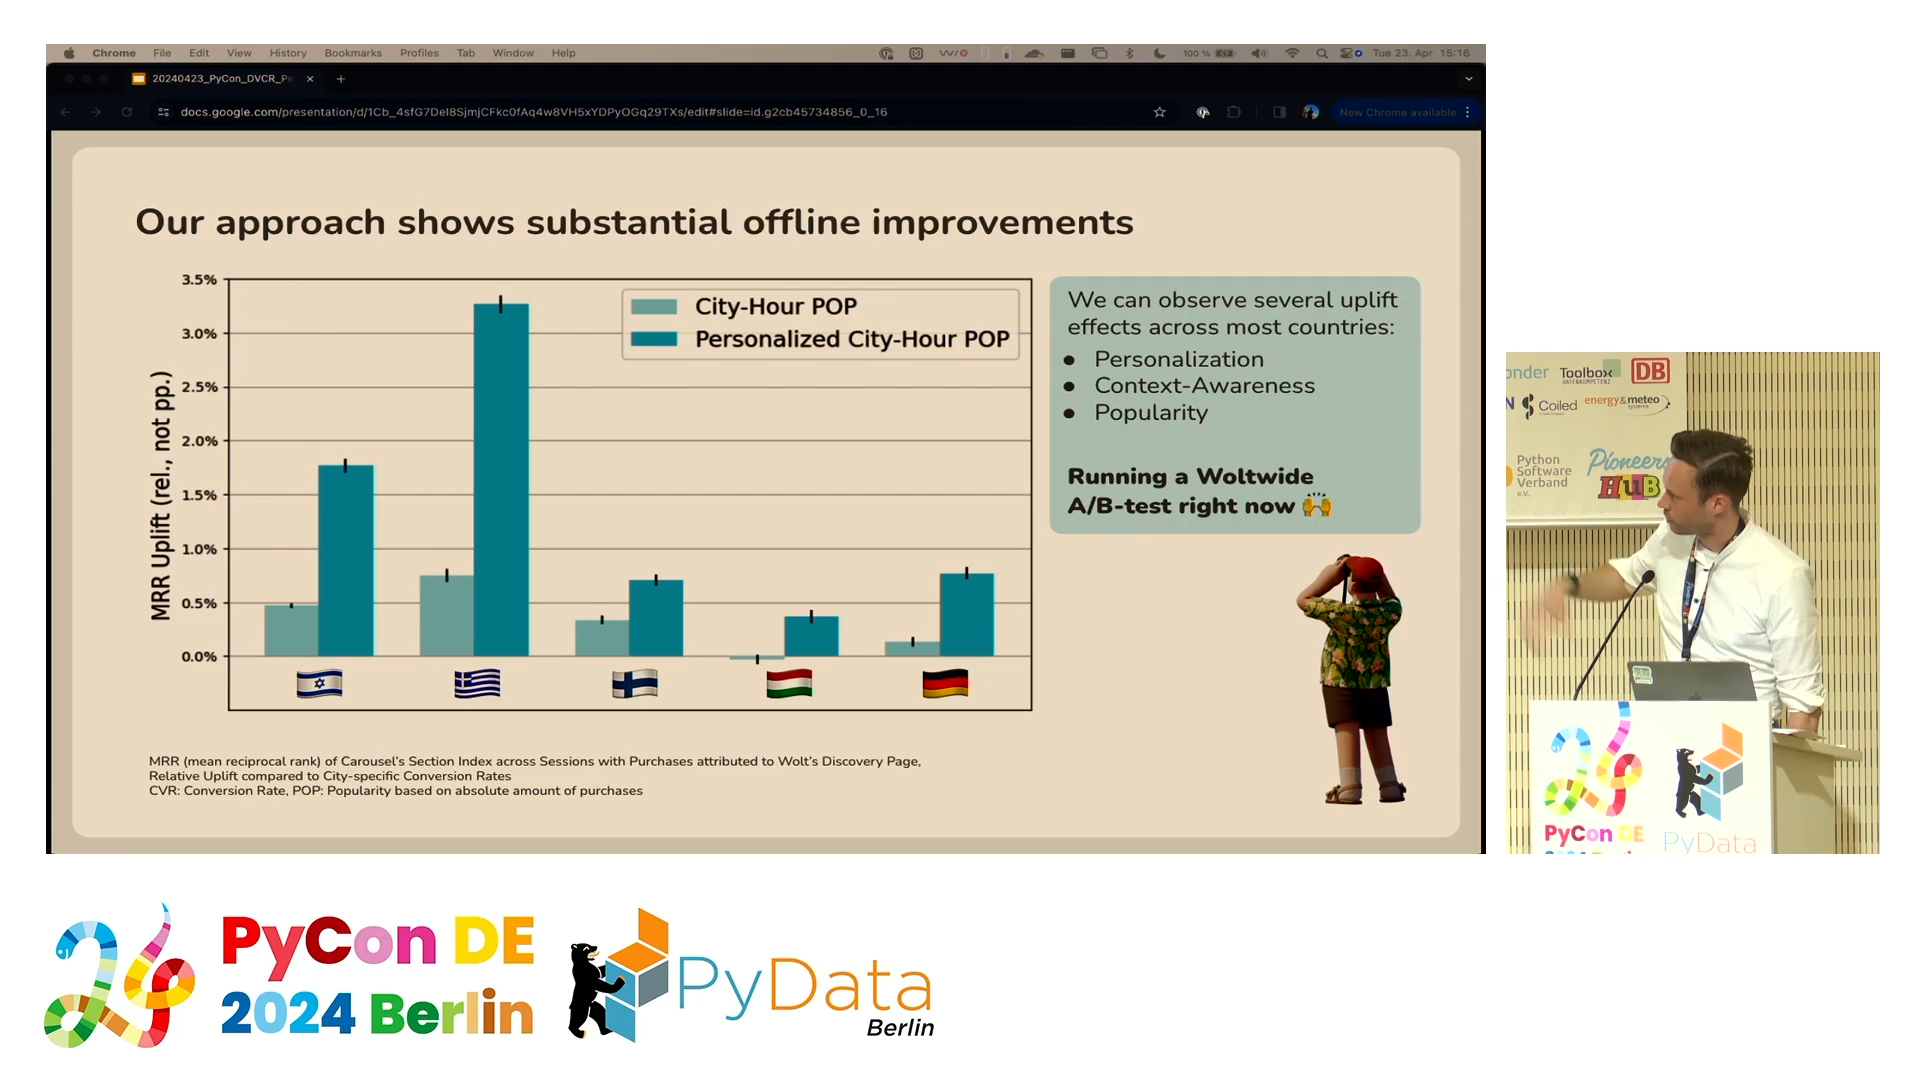 Chrome File Edit View History Bookmarks Profiles Tab Window Help 100 % Tue 23. Apr 15:16
20240423_PyCon_DVCR_Pe
docs.google.com/presentation/d/1Cb_4sfG7Del8SjmjCFkc0fAq4w8VH5xYDPyOGq29TXs/edit#slide=id.g2cb45734856_0_16
New Chrome available
Our approach shows substantial offline improvements
3.5%
3.0%
2.5%
2.0%
1.5%
1.0%
0.5%
0.0%
MRR Uplift (rel., not pp.)
City-Hour POP
Personalized City-Hour POP
We can observe several uplift
effects across most countries:
● Personalization
● Context-Awareness
● Popularity
Running a Woltwide
A/B-test right now 🙌
MRR (mean reciprocal rank) of Carousel's Section Index across Sessions with Purchases attributed to Wolt's Discovery Page,
Relative Uplift compared to City-specific Conversion Rates
CVR: Conversion Rate, POP: Popularity based on absolute amount of purchases
onder Toolbox DB
DATENKOMPETENZ
N Coiled energy & meteo
systems
Python
Software
Verband
e.V.
Pioneers
HuB
PyCon DE
PyData
PyCon DE
2024 Berlin
PyData
Berlin